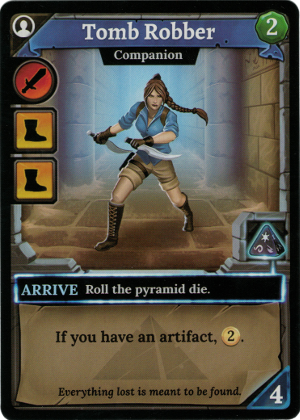 Tomb Robber
2
Companion
ARRIVE Roll the pyramid die.
If you have an artifact, 2.
Everything lost is meant to be found.
4